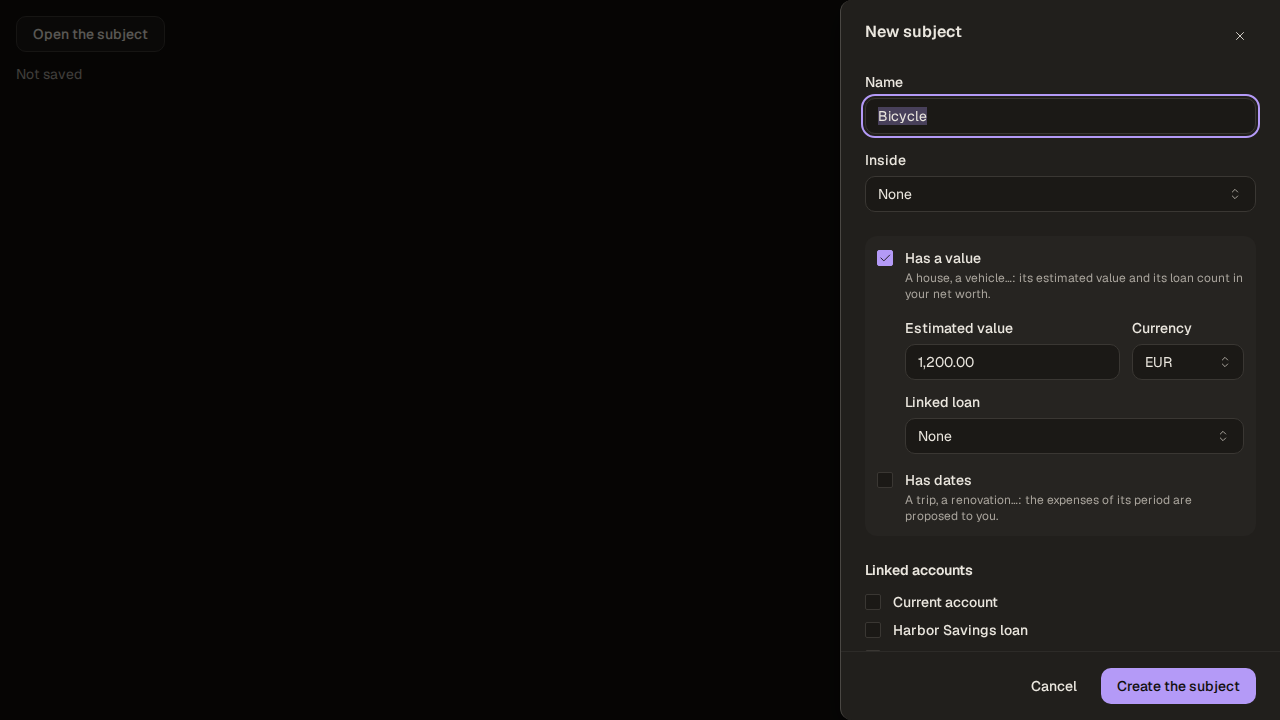 Open the subject
Not saved
New subject
Name
Bicycle
Inside
None
Has a value
A house, a vehicle…: its estimated value and its loan count in
your net worth.
Estimated value
Currency
1,200.00
EUR
Linked loan
None
Has dates
A trip, a renovation…: the expenses of its period are
proposed to you.
Linked accounts
Current account
Harbor Savings loan
Cancel
Create the subject